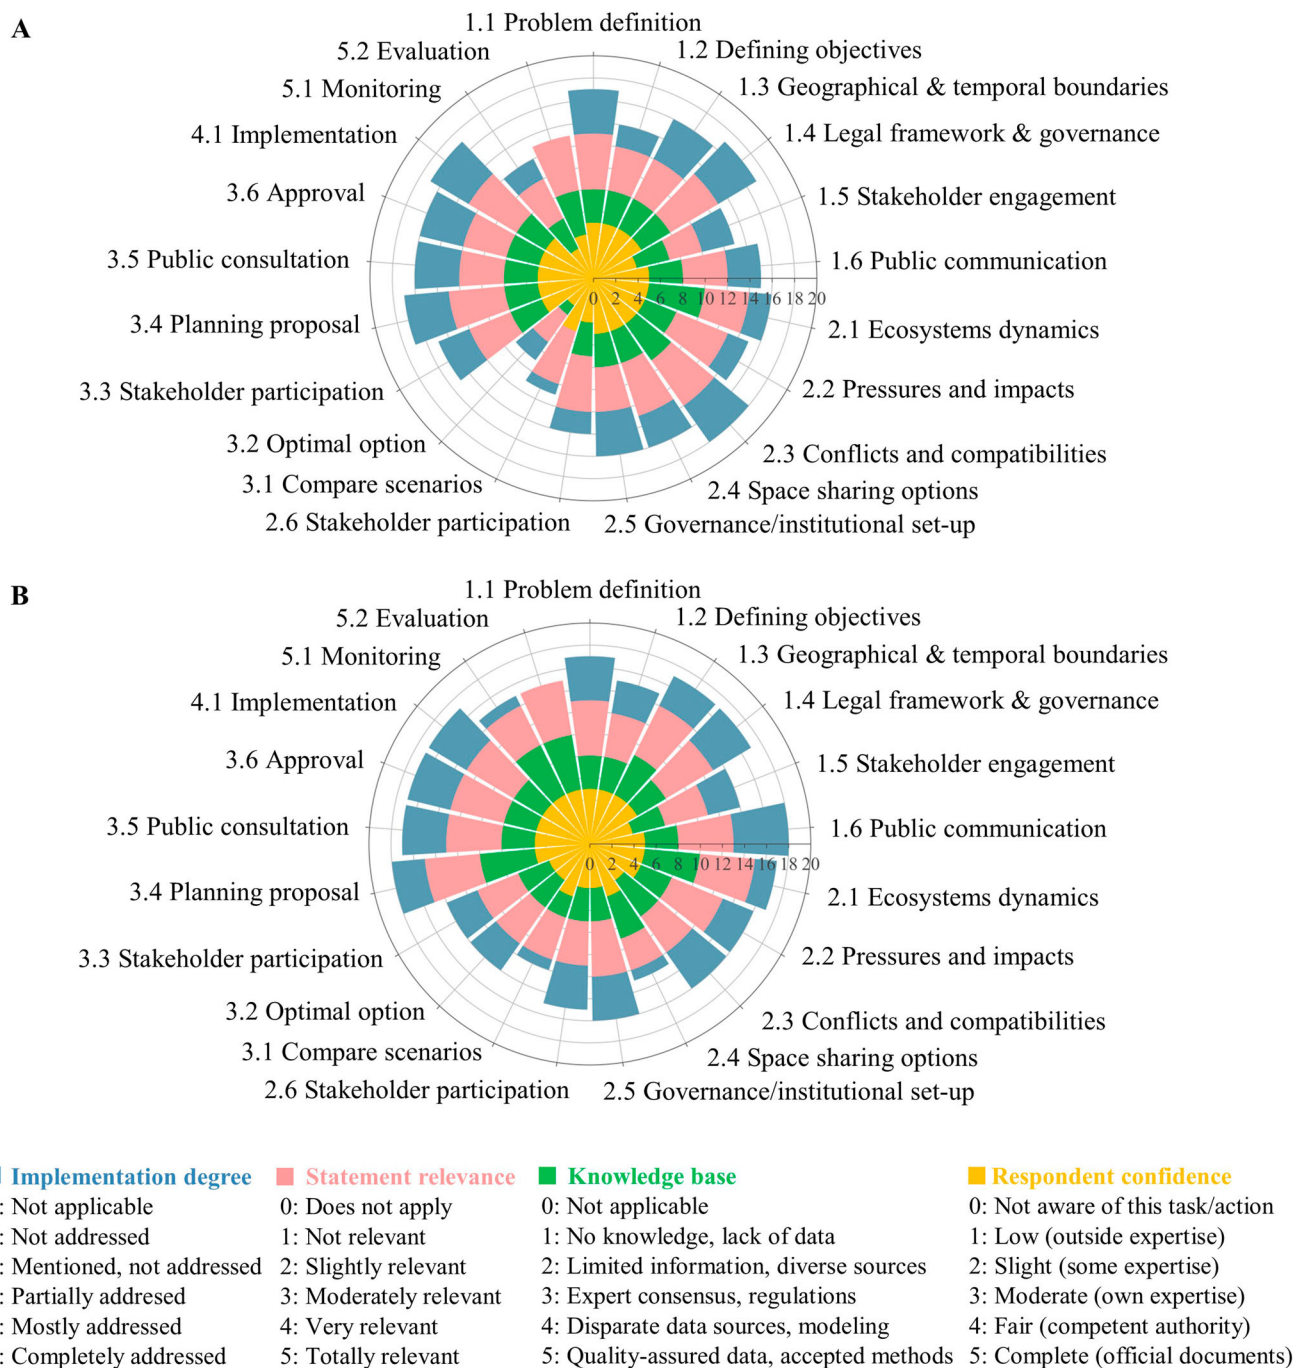 A
1.1 Problem definition
5.2 Evaluation
1.2 Defining objectives
5.1 Monitoring
1.3 Geographical & temporal boundaries
4.1 Implementation
1.4 Legal framework & governance
3.6 Approval
1.5 Stakeholder engagement
3.5 Public consultation
1.6 Public communication
0 2 4 6 8 10 12 14 16 18 20
3.4 Planning proposal
2.1 Ecosystems dynamics
3.3 Stakeholder participation
2.2 Pressures and impacts
3.2 Optimal option
2.3 Conflicts and compatibilities
3.1 Compare scenarios
2.4 Space sharing options
2.6 Stakeholder participation
2.5 Governance/institutional set-up
B
1.1 Problem definition
5.2 Evaluation
1.2 Defining objectives
5.1 Monitoring
1.3 Geographical & temporal boundaries
4.1 Implementation
1.4 Legal framework & governance
3.6 Approval
1.5 Stakeholder engagement
3.5 Public consultation
1.6 Public communication
0 2 4 6 8 10 12 14 16 18 20
3.4 Planning proposal
2.1 Ecosystems dynamics
3.3 Stakeholder participation
2.2 Pressures and impacts
3.2 Optimal option
2.3 Conflicts and compatibilities
3.1 Compare scenarios
2.4 Space sharing options
2.6 Stakeholder participation
2.5 Governance/institutional set-up
Implementation degree
: Not applicable
: Not addressed
: Mentioned, not addressed
: Partially addresed
: Mostly addressed
: Completely addressed
Statement relevance
0: Does not apply
1: Not relevant
2: Slightly relevant
3: Moderately relevant
4: Very relevant
5: Totally relevant
Knowledge base
0: Not applicable
1: No knowledge, lack of data
2: Limited information, diverse sources
3: Expert consensus, regulations
4: Disparate data sources, modeling
5: Quality-assured data, accepted methods
Respondent confidence
0: Not aware of this task/action
1: Low (outside expertise)
2: Slight (some expertise)
3: Moderate (own expertise)
4: Fair (competent authority)
5: Complete (official documents)